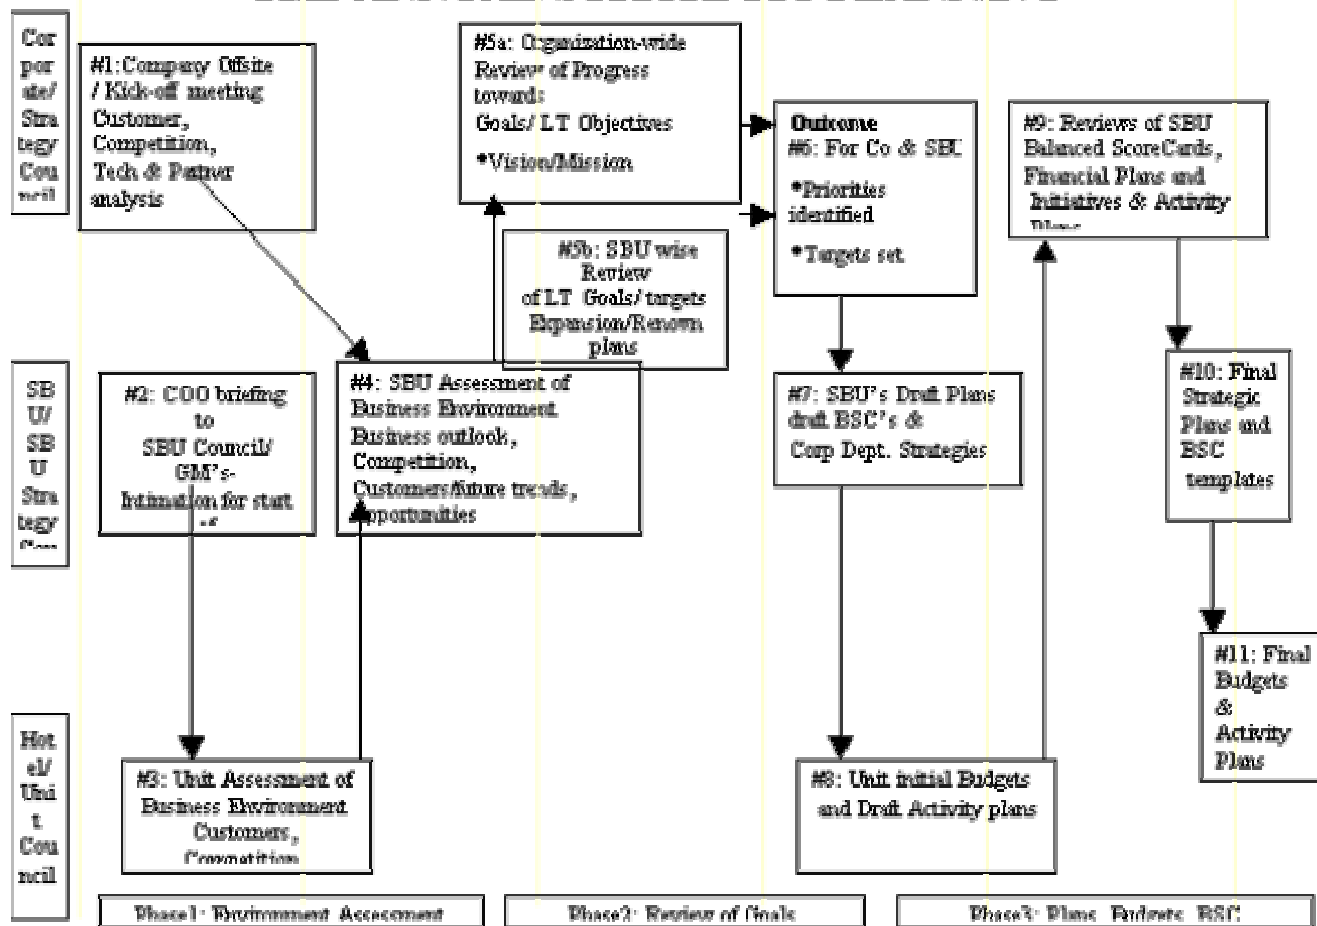 Cor
por
ate/
Stra
tegy
Cou
ncil
#1:Company Offsite
/ Kick-off meeting
Customer,
Competition,
Tech & Partner
analysis
#5a: Organization-wide
Review of Progress
towards
Goals/ LT Objectives
*Vision/Mission
#5b: SBU wise
Review
of LT Goals/targets
Expansion/Renovn
plans
Outcome
#6: For Co & SBU
*Priorities
identified
*Targets set
#9: Reviews of SBU
Balanced ScoreCards,
Financial Plans and
Initiatives & Activity
Plans
SB
U/
SB
U
Stra
tegy
#2: COO briefing
to
SBU Council/
GM's-
Intimation for start
of
#4: SBU Assessment of
Business Environment
Business outlook,
Competition,
Customers/future trends,
opportunities
#7: SBU's Draft Plans
draft BSC's &
Corp Dept. Strategies
#10: Final
Strategic
Plans and
BSC
templates
#11: Final
Budgets
&
Activity
Plans
Hot
el/
Uni
t
Cou
ncil
#3: Unit Assessment of
Business Environment
Customers,
Competition
#8: Unit initial Budgets
and Draft Activity plans
Phase1: Environment Assessment
Phase2: Review of Goals
Phase3: Plans, Budgets, BSC